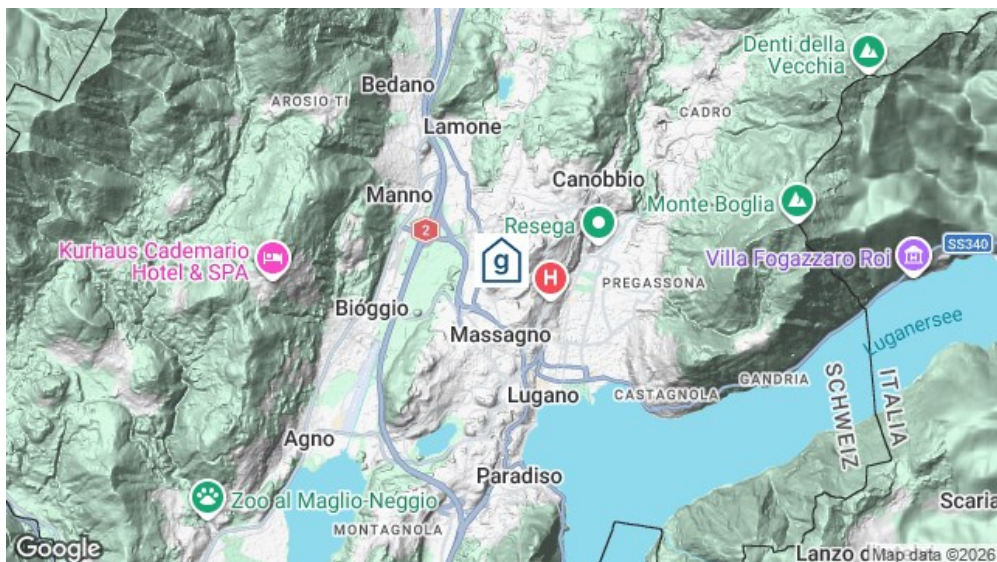 Denti della
Vecchia
Bedano
AROSIO TI
CADRO
Lamone
Canobbio
Manno
Monte Boglia
Resega
2
SS340
Kurhaus Cademario
Hotel & SPA
g
Villa Fogazzaro Roi
H
PREGASSONA
Bióggio
Luganersee
Massagno
GANDRIA
Lugano
CASTAGNOLA
SCHWEIZ
ITALIA
Agno
Paradiso
Zoo al Maglio-Neggio
Scaria
MONTAGNOLA
Google
Lanzo d
Map data ©2026